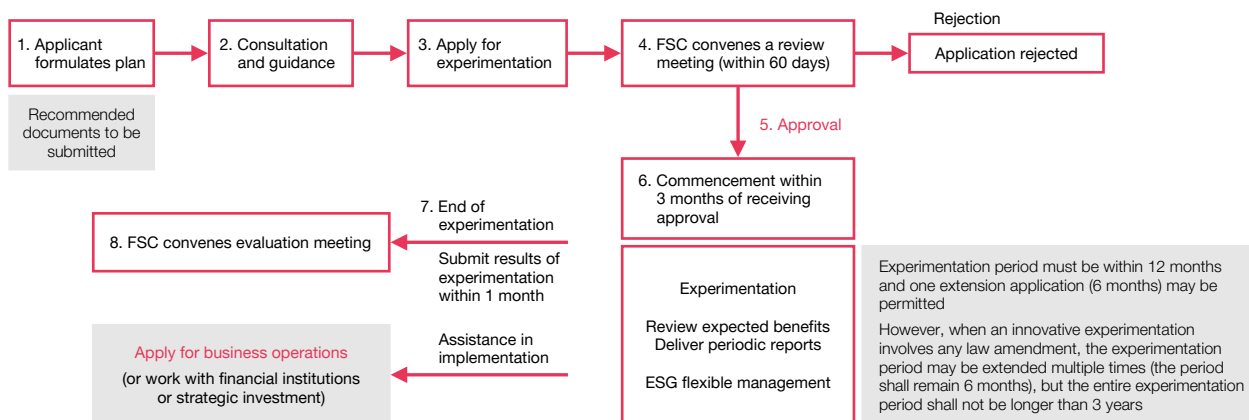 1. Applicant
formulates plan
2. Consultation
and guidance
3. Apply for
experimentation
4. FSC convenes a review
meeting (within 60 days)
Rejection
Application rejected
Recommended
documents to be
submitted
5. Approval
6. Commencement within
3 months of receiving
approval
7. End of
experimentation
8. FSC convenes evaluation meeting
Submit results of
experimentation
within 1 month
Experimentation
Review expected benefits
Deliver periodic reports
ESG flexible management
Experimentation period must be within 12 months
and one extension application (6 months) may be
permitted
However, when an innovative experimentation
involves any law amendment, the experimentation
period may be extended multiple times (the period
shall remain 6 months), but the entire experimentation
period shall not be longer than 3 years
Assistance in
implementation
Apply for business operations
(or work with financial institutions
or strategic investment)